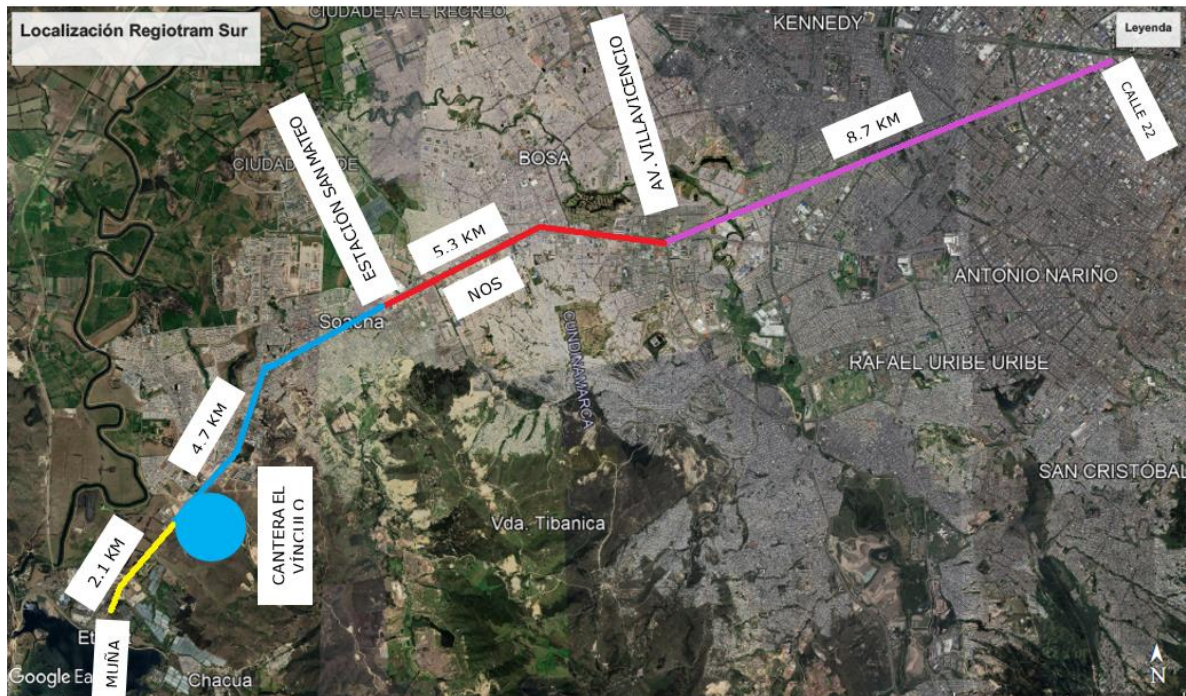 Localización Regiotram Sur
CIUDADELA EL RECREO
KENNEDY
Leyenda
CALLE 22
8.7 KM
AV. VILLAVICENCIO
ESTACIÓN SAN MATEO
BOSA
5.3 KM
NOS
ANTONIO NARIÑO
Soacha
CUNDINAMARCA
RAFAEL URIBE URIBE
4.7 KM
SAN CRISTÓBAL
CANTERA EL
VÍNCULO
Vda. Tibanica
2.1 KM
MUÑA
Chacua
Google Ea
N